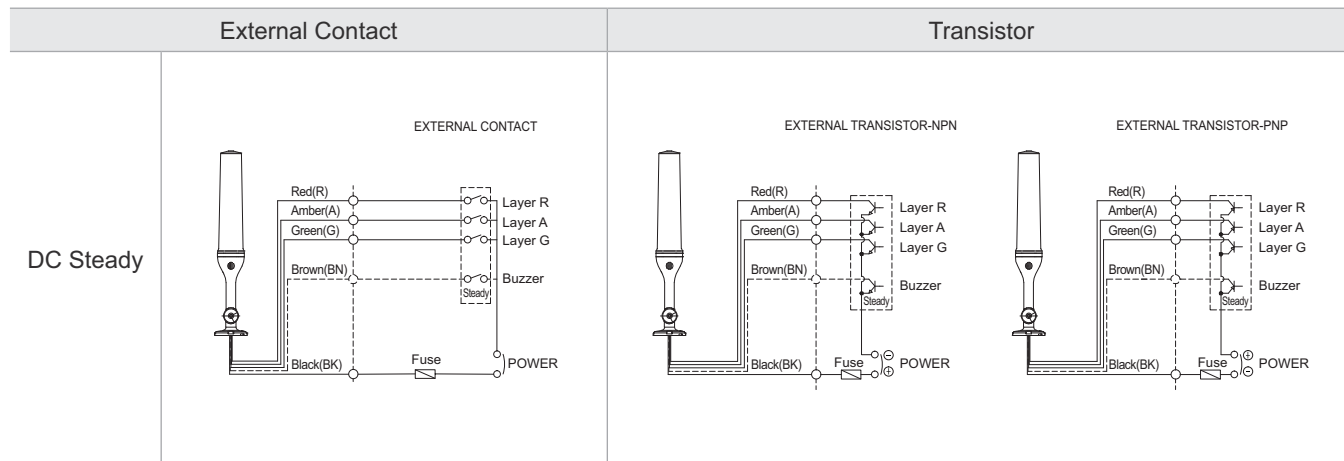 External Contact
Transistor
DC Steady
EXTERNAL CONTACT
Red(R)
Layer R
Amber(A)
Layer A
Green(G)
Layer G
Brown(BN)
Buzzer
Steady
Black(BK)
Fuse
POWER
EXTERNAL TRANSISTOR-NPN
Red(R)
Layer R
Amber(A)
Layer A
Green(G)
Layer G
Brown(BN)
Buzzer
Steady
Black(BK)
Fuse
POWER
EXTERNAL TRANSISTOR-PNP
Red(R)
Layer R
Amber(A)
Layer A
Green(G)
Layer G
Brown(BN)
Buzzer
Steady
Black(BK)
Fuse
POWER